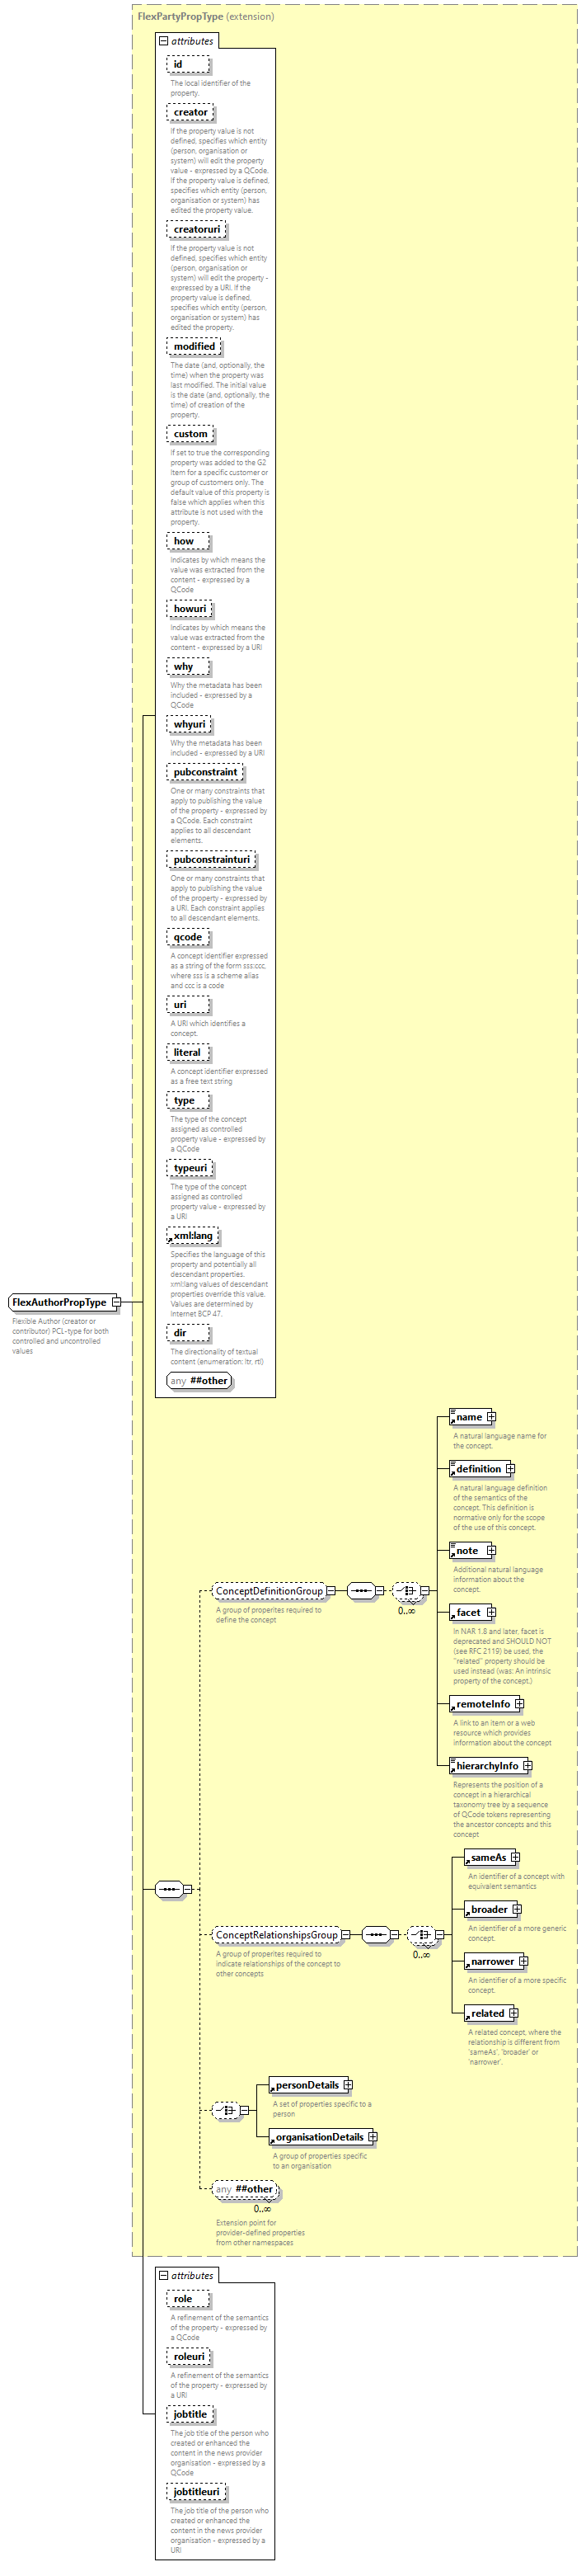 FlexPartyPropType (extension)
attributes
id
The local identifier of the
property.
creator
If the property value is not
defined, specifies which entity
(person, organisation or
system) will edit the property
value - expressed by a QCode.
If the property value is defined,
specifies which entity (person,
organisation or system) has
edited the property value.
creatoruri
If the property value is not
defined, specifies which entity
(person, organisation or
system) will edit the property -
expressed by a URI. If the
property value is defined,
specifies which entity (person,
organisation or system) has
edited the property.
modified
The date (and, optionally, the
time) when the property was
last modified. The initial value
is the date (and, optionally, the
time) of creation of the
property.
custom
If set to true the corresponding
property was added to the G2
Item for a specific customer or
group of customers only. The
default value of this property is
false which applies when this
attribute is not used with the
property.
how
Indicates by which means the
value was extracted from the
content - expressed by a
QCode
howuri
Indicates by which means the
value was extracted from the
content - expressed by a URI
why
Why the metadata has been
included - expressed by a
QCode
whyuri
Why the metadata has been
included - expressed by a URI
pubconstraint
One or many constraints that
apply to publishing the value
of the property - expressed by
a QCode. Each constraint
applies to all descendant
elements.
pubconstrainturi
One or many constraints that
apply to publishing the value
of the property - expressed by
a URI. Each constraint applies
to all descendant elements.
qcode
A concept identifier expressed
as a string of the form sss:ccc,
where sss is a scheme alias
and ccc is a code
uri
A URI which identifies a
concept.
literal
A concept identifier expressed
as a free text string
type
The type of the concept
assigned as controlled
property value - expressed by
a QCode
typeuri
The type of the concept
assigned as controlled
property value - expressed by
a URI
xml:lang
Specifies the language of this
property and potentially all
descendant properties.
xml:lang values of descendant
properties override this value.
Values are determined by
Internet BCP 47.
dir
The directionality of textual
content (enumeration: ltr, rtl)
any ##other
FlexAuthorPropType
Flexible Author (creator or
contributor) PCL-type for both
controlled and uncontrolled
values
name
A natural language name for
the concept.
definition
A natural language definition
of the semantics of the
concept. This definition is
normative only for the scope
of the use of this concept.
note
Additional natural language
information about the
concept.
ConceptDefinitionGroup
A group of properites required to
define the concept
0..∞
facet
In NAR 1.8 and later, facet is
deprecated and SHOULD NOT
(see RFC 2119) be used, the
"related" property should be
used instead (was: An intrinsic
property of the concept.)
remoteInfo
A link to an item or a web
resource which provides
information about the concept
hierarchyInfo
Represents the position of a
concept in a hierarchical
taxonomy tree by a sequence
of QCode tokens representing
the ancestor concepts and this
concept
sameAs
An identifier of a concept with
equivalent semantics
broader
An identifier of a more generic
concept.
ConceptRelationshipsGroup
A group of properites required to
indicate relationships of the concept to
other concepts
0..∞
narrower
An identifier of a more specific
concept.
related
A related concept, where the
relationship is different from
'sameAs', 'broader' or
'narrower'.
personDetails
A set of properties specific to a
person
organisationDetails
A group of properties specific
to an organisation
any ##other
0..∞
Extension point for
provider-defined properties
from other namespaces
attributes
role
A refinement of the semantics
of the property - expressed by
a QCode
roleuri
A refinement of the semantics
of the property - expressed by
a URI
jobtitle
The job title of the person who
created or enhanced the
content in the news provider
organisation - expressed by a
QCode
jobtitleuri
The job title of the person who
created or enhanced the
content in the news provider
organisation - expressed by a
URI